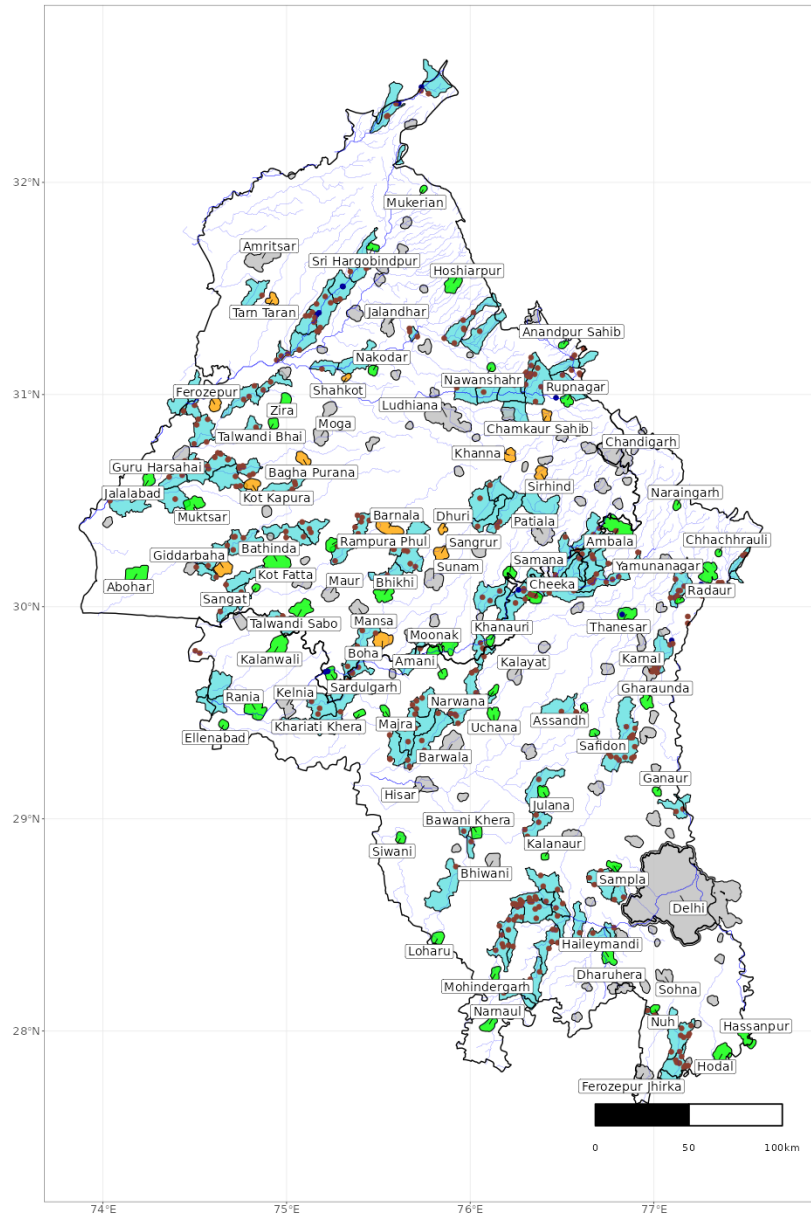 32°N
31°N
30°N
29°N
28°N
74°E
75°E
76°E
77°E
Mukerian
Amritsar
Sri Hargobindpur
Hoshiarpur
Tarn Taran
Jalandhar
Anandpur Sahib
Nakodar
Nawanshahr
Rupnagar
Ferozepur
Shahkot
Zira
Ludhiana
Chamkaur Sahib
Moga
Talwandi Bhai
Chandigarh
Khanna
Guru Harsahai
Bagha Purana
Sirhind
Jalalabad
Kot Kapura
Naraingarh
Muktsar
Barnala
Dhuri
Patiala
Rampura Phul
Sangrur
Ambala
Chhachhrauli
Bathinda
Giddarbaha
Sunam
Samana
Yamunanagar
Kot Fatta
Maur
Bhikhi
Cheeka
Abohar
Sangat
Radaur
Talwandi Sabo
Mansa
Khanauri
Thanesar
Moonak
Kalanwali
Boha
Amani
Kalayat
Karnal
Sardulgarh
Gharaunda
Rania
Kelnia
Narwana
Khariati Khera
Majra
Uchana
Assandh
Ellenabad
Safidon
Barwala
Hisar
Ganaur
Julana
Bawani Khera
Siwani
Kalanaur
Bhiwani
Sampla
Delhi
Loharu
Haileymandi
Mohindergarh
Dharuhera
Sohna
Narnaul
Nuh
Hassanpur
Hodal
Ferozepur Jhirka
0
50
100km